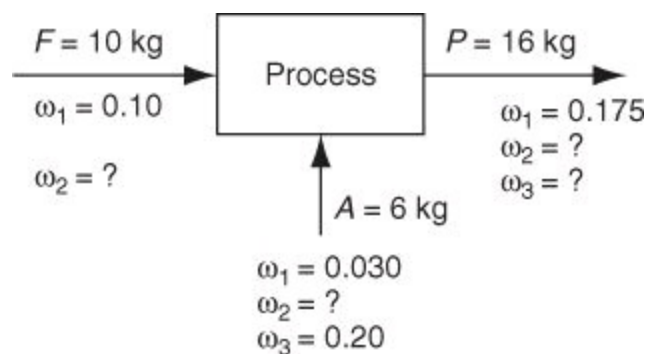 F = 10 kg
ω₁ = 0.10
ω₂ = ?
Process
P = 16 kg
ω₁ = 0.175
ω₂ = ?
ω₃ = ?
A = 6 kg
ω₁ = 0.030
ω₂ = ?
ω₃ = 0.20